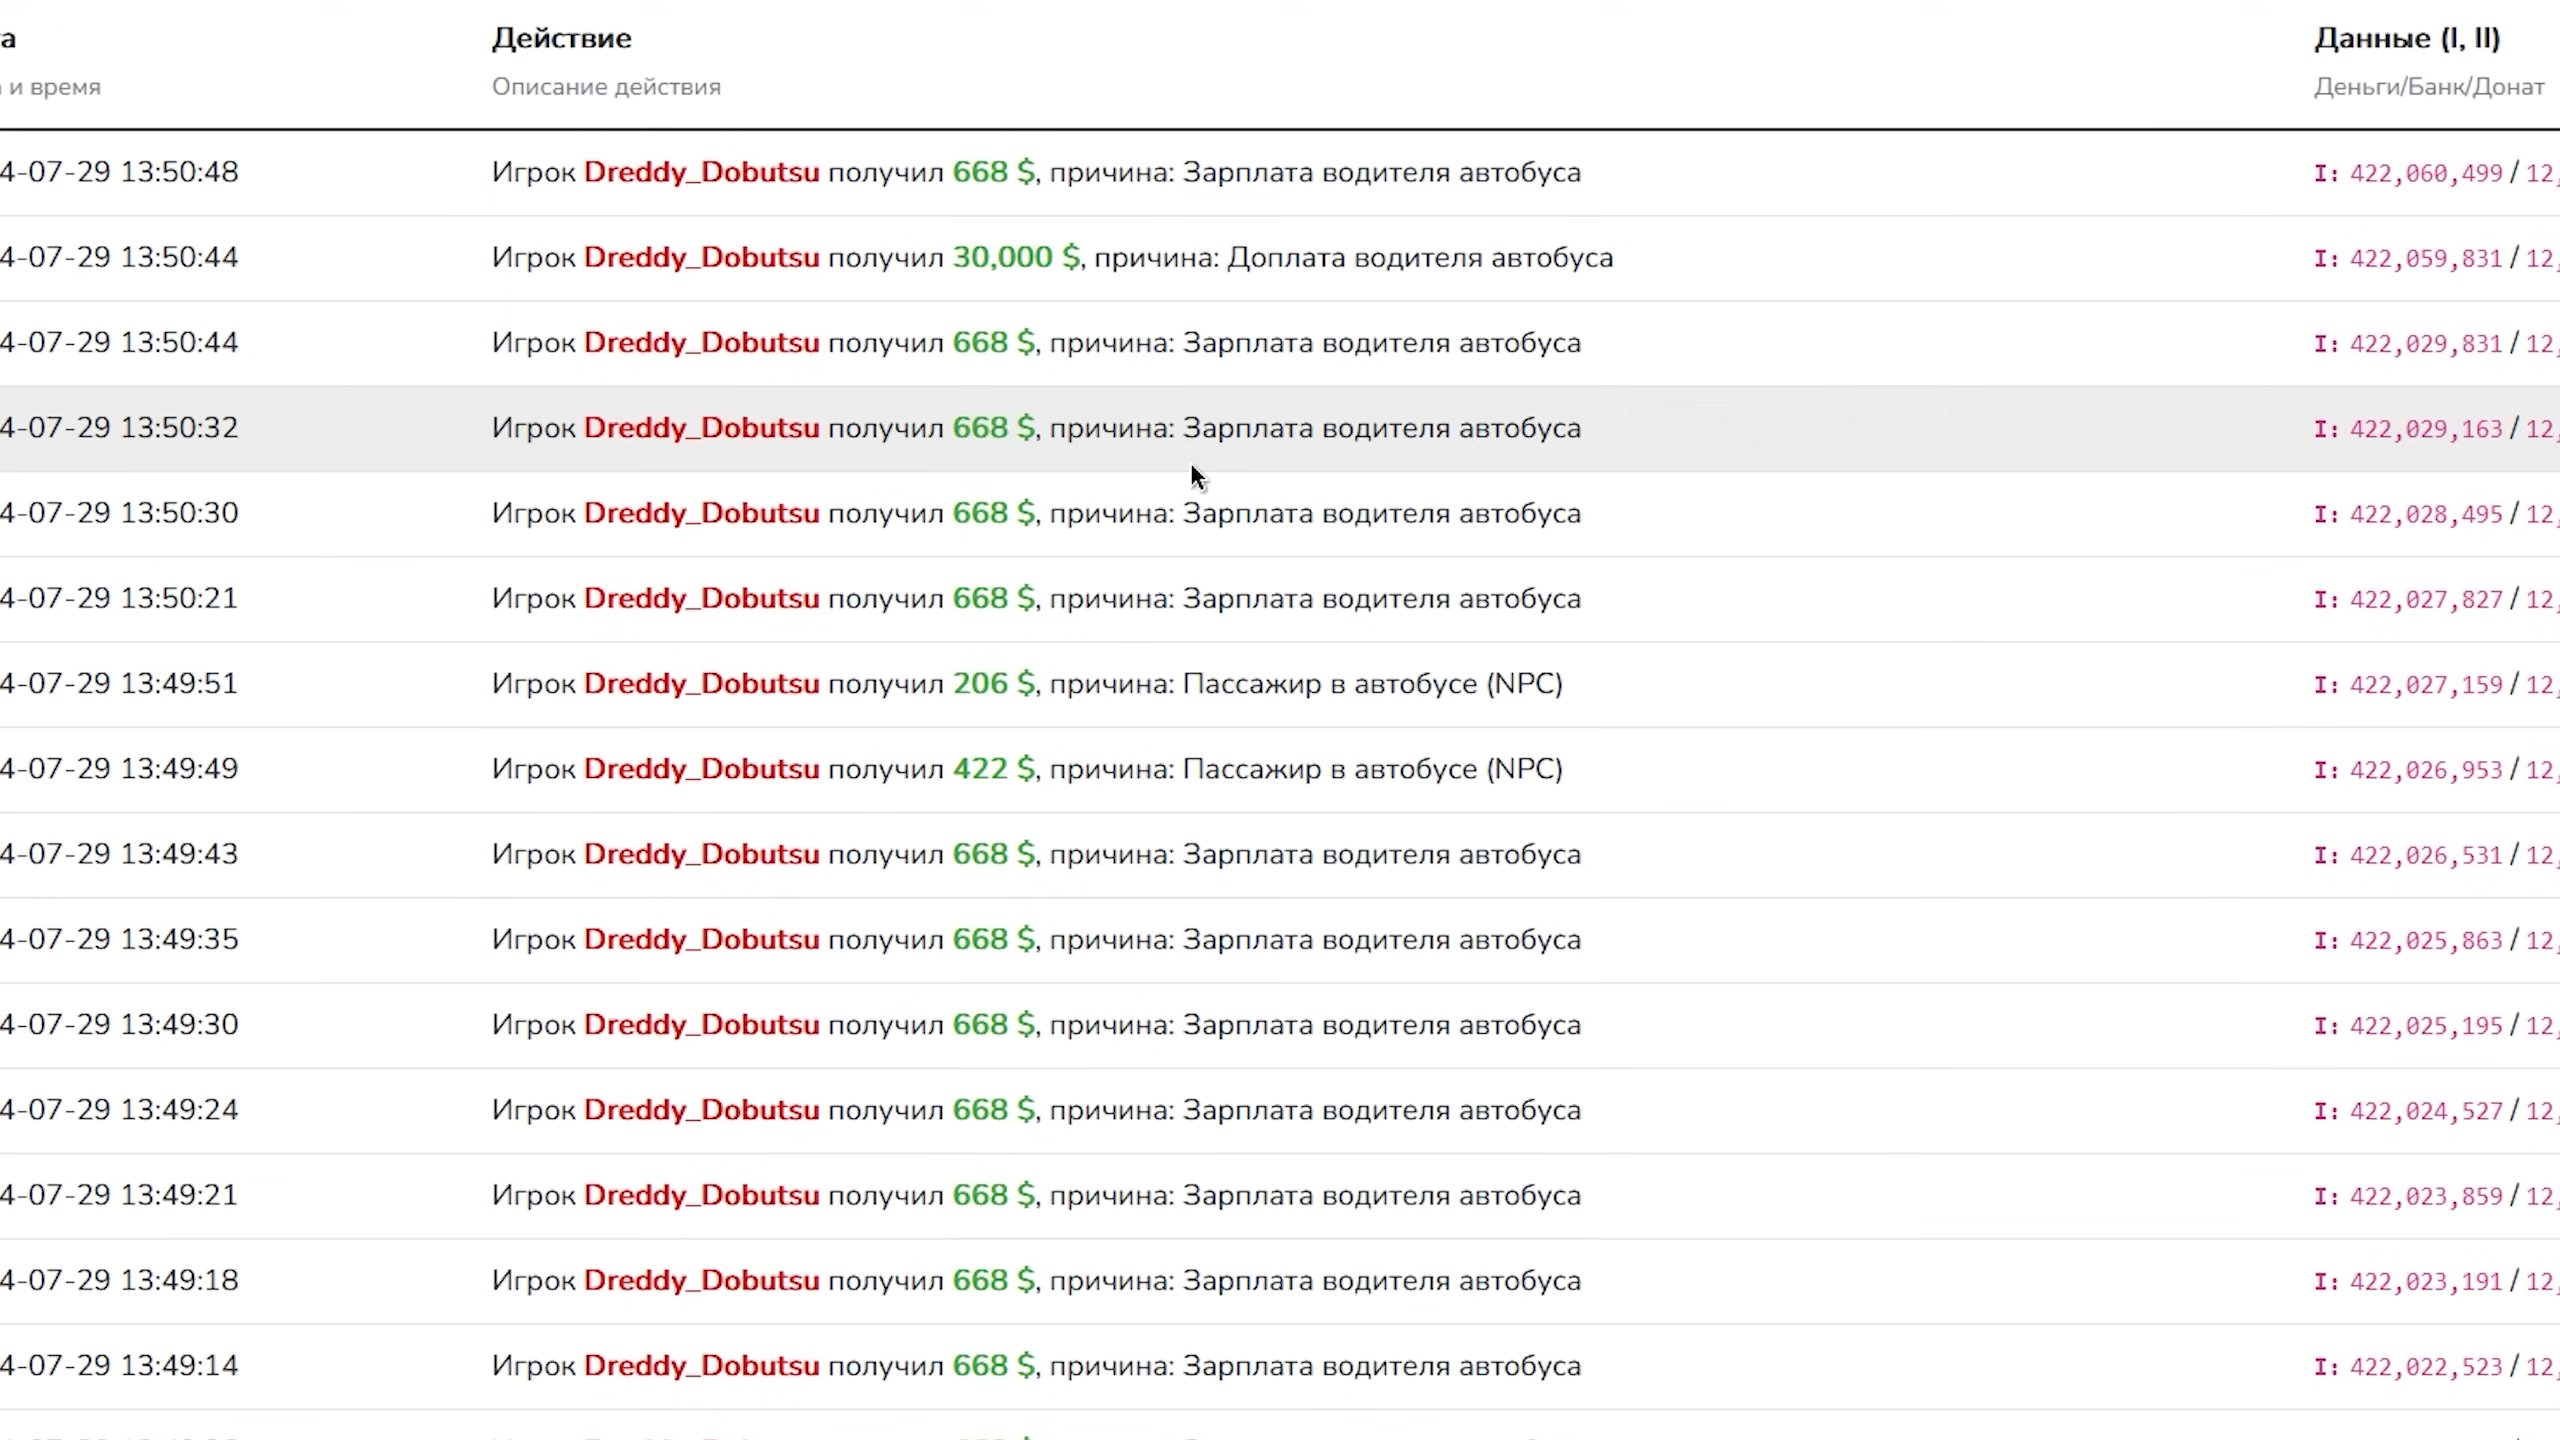 а Действие Данные (I, II)
и время Описание действия Деньги/Банк/Донат
4-07-29 13:50:48 Игрок Dreddy_Dobutsu получил 668 $, причина: Зарплата водителя автобуса I: 422,060,499 / 12,
4-07-29 13:50:44 Игрок Dreddy_Dobutsu получил 30,000 $, причина: Доплата водителя автобуса I: 422,059,831 / 12,
4-07-29 13:50:44 Игрок Dreddy_Dobutsu получил 668 $, причина: Зарплата водителя автобуса I: 422,029,831 / 12,
4-07-29 13:50:32 Игрок Dreddy_Dobutsu получил 668 $, причина: Зарплата водителя автобуса I: 422,029,163 / 12,
4-07-29 13:50:30 Игрок Dreddy_Dobutsu получил 668 $, причина: Зарплата водителя автобуса I: 422,028,495 / 12,
4-07-29 13:50:21 Игрок Dreddy_Dobutsu получил 668 $, причина: Зарплата водителя автобуса I: 422,027,827 / 12,
4-07-29 13:49:51 Игрок Dreddy_Dobutsu получил 206 $, причина: Пассажир в автобусе (NPC) I: 422,027,159 / 12,
4-07-29 13:49:49 Игрок Dreddy_Dobutsu получил 422 $, причина: Пассажир в автобусе (NPC) I: 422,026,953 / 12,
4-07-29 13:49:43 Игрок Dreddy_Dobutsu получил 668 $, причина: Зарплата водителя автобуса I: 422,026,531 / 12,
4-07-29 13:49:35 Игрок Dreddy_Dobutsu получил 668 $, причина: Зарплата водителя автобуса I: 422,025,863 / 12,
4-07-29 13:49:30 Игрок Dreddy_Dobutsu получил 668 $, причина: Зарплата водителя автобуса I: 422,025,195 / 12,
4-07-29 13:49:24 Игрок Dreddy_Dobutsu получил 668 $, причина: Зарплата водителя автобуса I: 422,024,527 / 12,
4-07-29 13:49:21 Игрок Dreddy_Dobutsu получил 668 $, причина: Зарплата водителя автобуса I: 422,023,859 / 12,
4-07-29 13:49:18 Игрок Dreddy_Dobutsu получил 668 $, причина: Зарплата водителя автобуса I: 422,023,191 / 12,
4-07-29 13:49:14 Игрок Dreddy_Dobutsu получил 668 $, причина: Зарплата водителя автобуса I: 422,022,523 / 12,